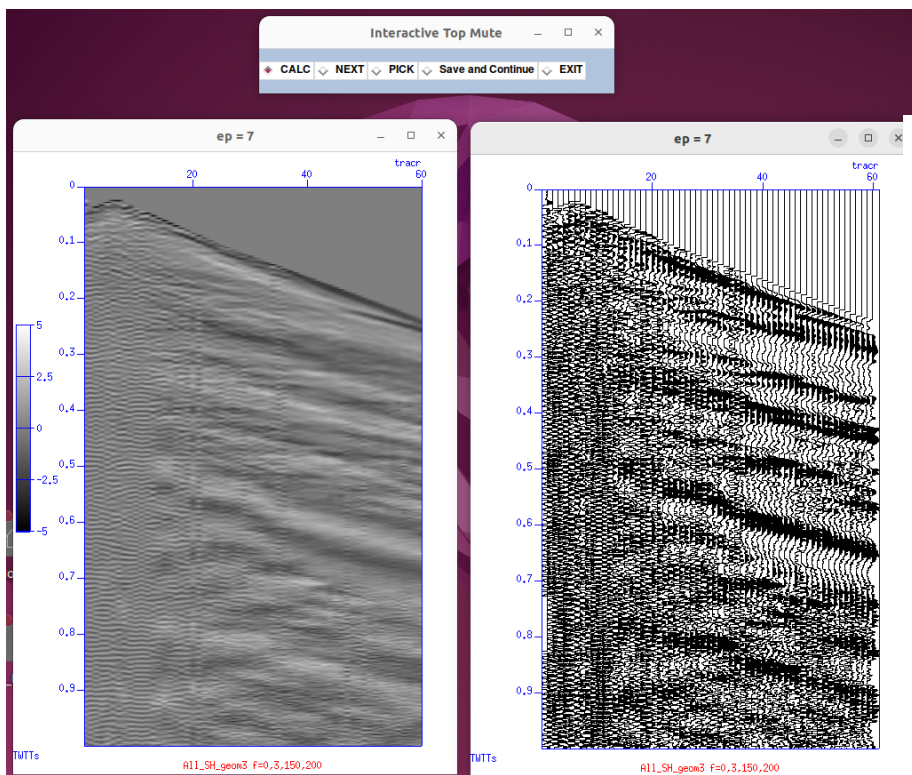 Interactive Top Mute
CALC NEXT PICK Save and Continue EXIT
ep = 7
tracr
20 40 60
0
0.1
0.2
0.3
0.4
0.5
0.6
0.7
0.8
0.9
5
2.5
0
-2.5
-5
TWTTs
All_SH_geom3 f=0,3,150,200
ep = 7
tracr
20 40 60
0
0.1
0.2
0.3
0.4
0.5
0.6
0.7
0.8
0.9
TWTTs
All_SH_geom3 f=0,3,150,200